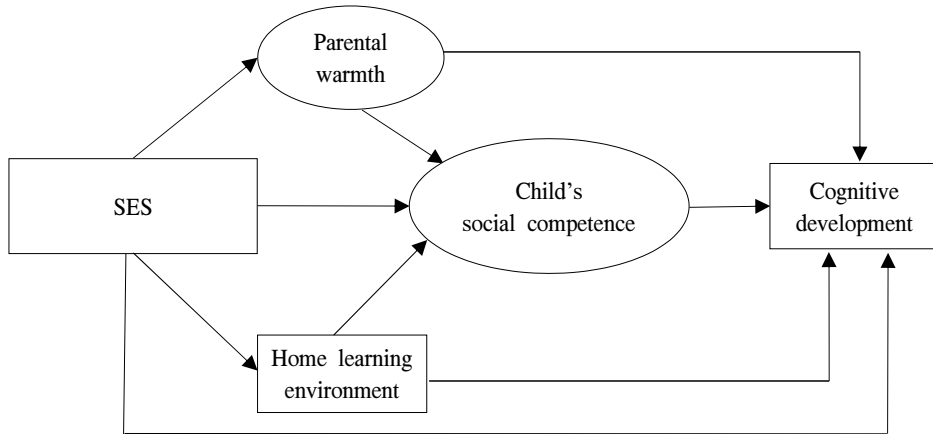 Parental
warmth
SES
Child's
social competence
Cognitive
development
Home learning
environment